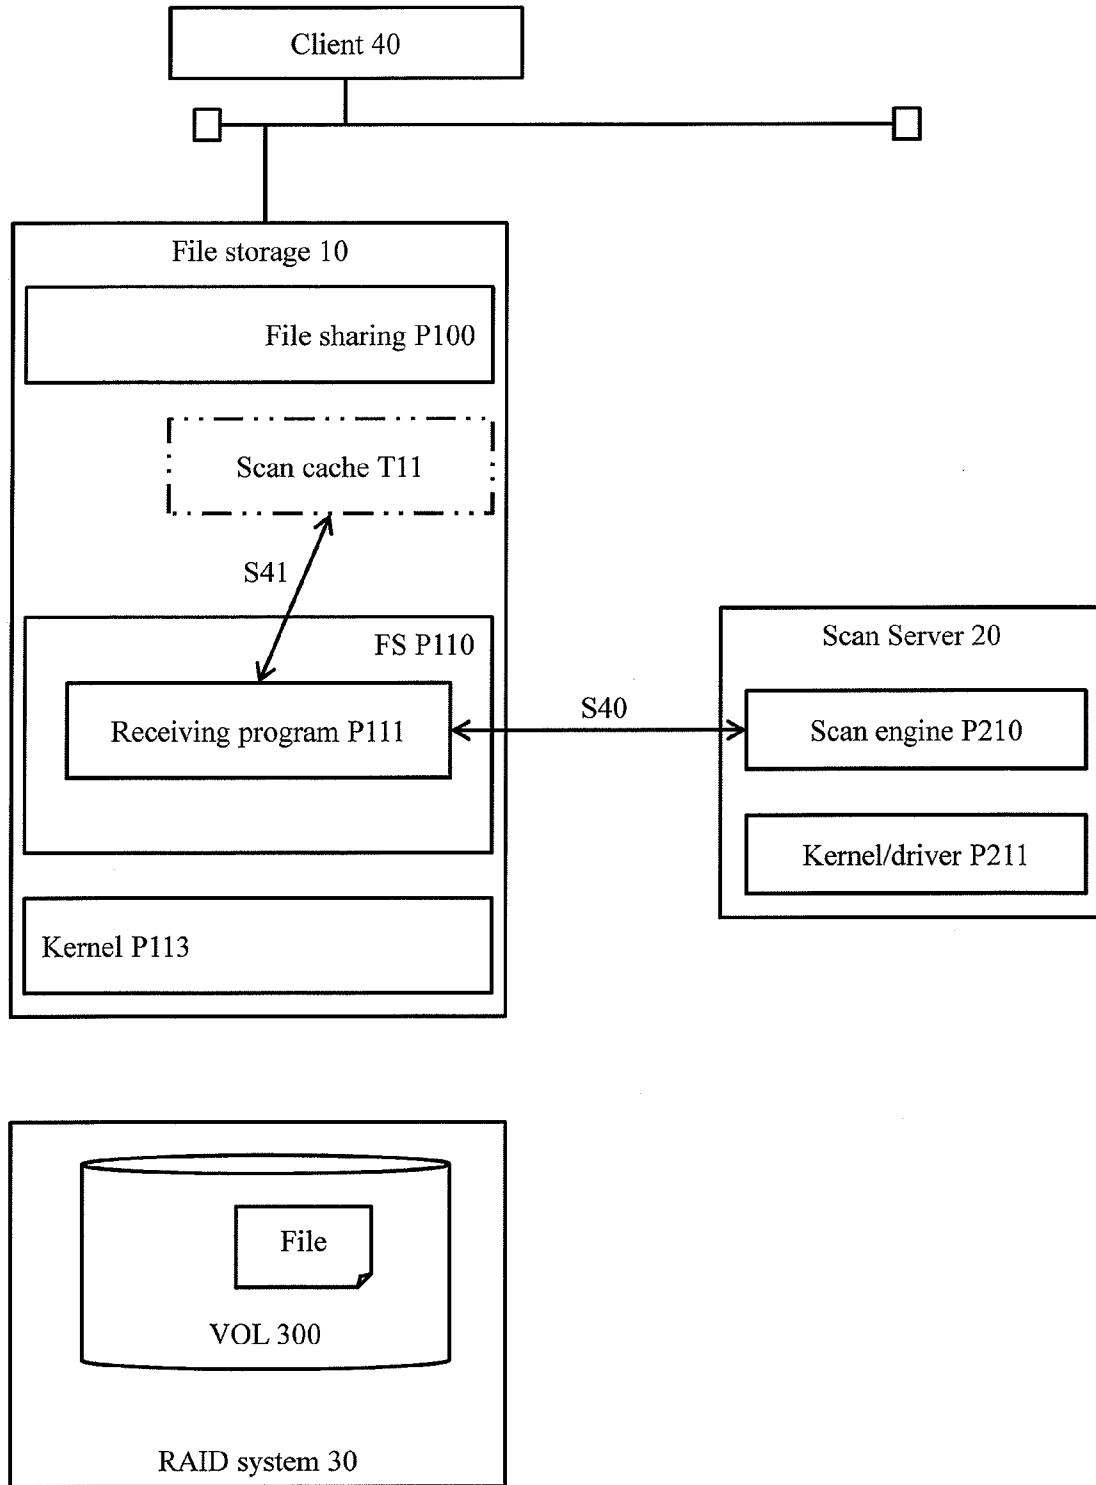 Client 40
File storage 10
File sharing P100
Scan cache T11
S41
FS P110
Receiving program P111
S40
Scan Server 20
Scan engine P210
Kernel/driver P211
Kernel P113
File
VOL 300
RAID system 30